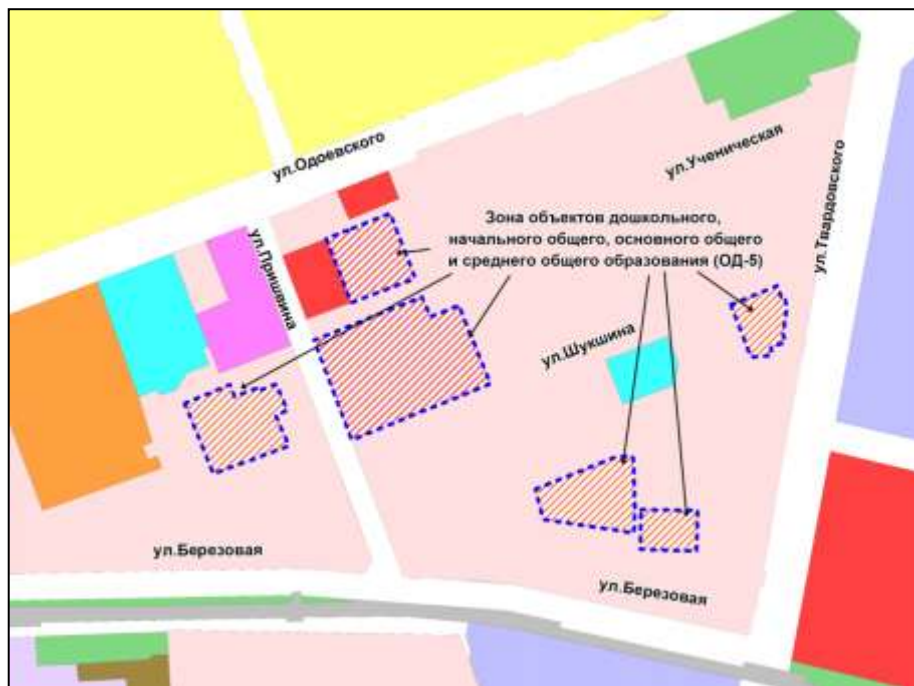 ул.Одоевского
ул.Ученическая
ул.Пришвина
Зона объектов дошкольного,
начального общего, основного общего
и среднего общего образования (ОД-5)
ул.Твардовского
ул.Шукшина
ул.Березовая
ул.Березовая